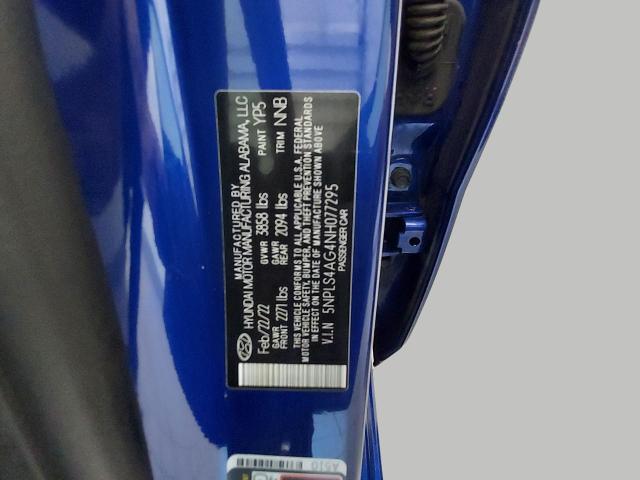 MANUFACTURED BY
HYUNDAI MOTOR MANUFACTURING ALABAMA, LLC
Feb/22/22 GVWR 3858 lbs PAINT YP5
GAWR FRONT 2271 lbs GAWR REAR 2094 lbs TRIM NNB
THIS VEHICLE CONFORMS TO ALL APPLICABLE U.S.A. FEDERAL
MOTOR VEHICLE SAFETY, BUMPER, AND THEFT PREVENTION STANDARDS
IN EFFECT ON THE DATE OF MANUFACTURE SHOWN ABOVE
V.I.N 5NPLS4AG4NH077295
PASSENGER CAR
A510